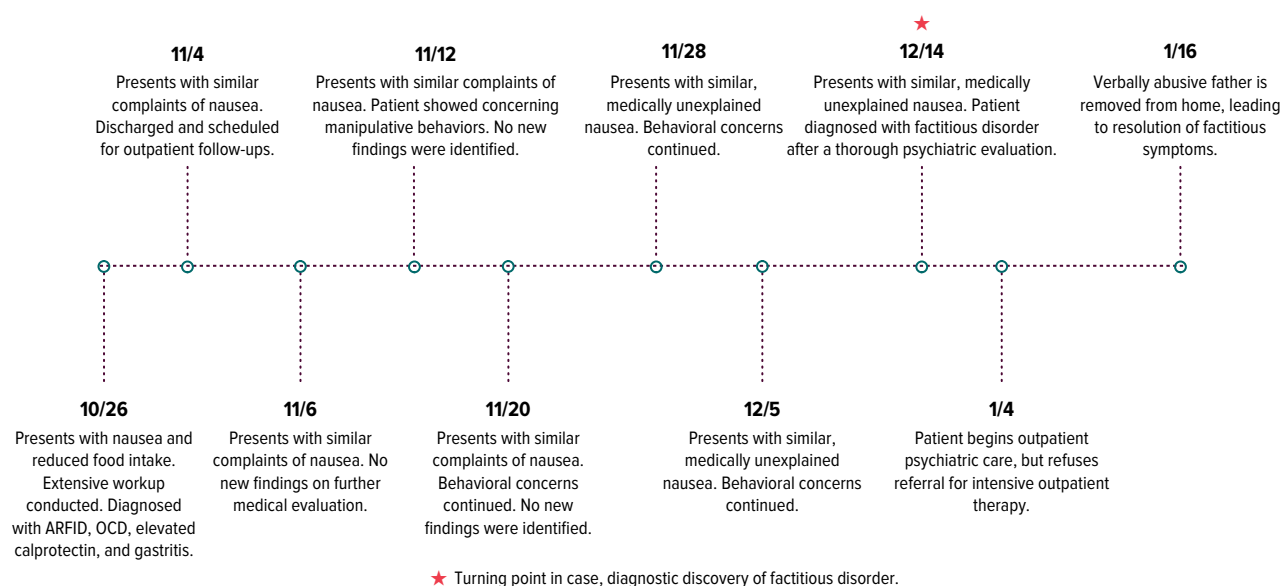 11/4
Presents with similar
complaints of nausea.
Discharged and scheduled
for outpatient follow-ups.
11/12
Presents with similar complaints of
nausea. Patient showed concerning
manipulative behaviors. No new
findings were identified.
11/28
Presents with similar,
medically unexplained
nausea. Behavioral concerns
continued.
★
12/14
Presents with similar, medically
unexplained nausea. Patient
diagnosed with factitious disorder
after a thorough psychiatric evaluation.
1/16
Verbally abusive father is
removed from home, leading
to resolution of factitious
symptoms.
10/26
Presents with nausea and
reduced food intake.
Extensive workup
conducted. Diagnosed
with ARFID, OCD, elevated
calprotectin, and gastritis.
11/6
Presents with similar
complaints of nausea. No
new findings on further
medical evaluation.
11/20
Presents with similar
complaints of nausea.
Behavioral concerns
continued. No new
findings were identified.
12/5
Presents with similar,
medically unexplained
nausea. Behavioral concerns
continued.
1/4
Patient begins outpatient
psychiatric care, but refuses
referral for intensive outpatient
therapy.
★ Turning point in case, diagnostic discovery of factitious disorder.